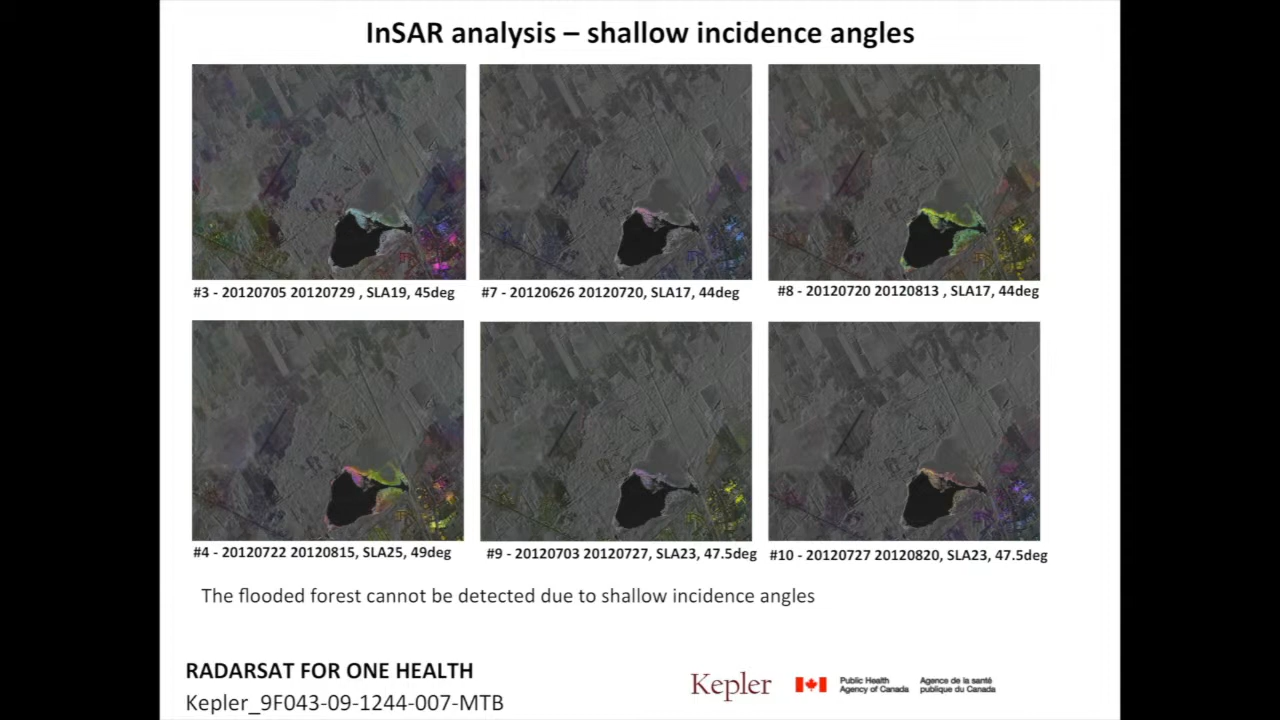 InSAR analysis – shallow incidence angles
#3 - 20120705 20120729 , SLA19, 45deg
#7 - 20120626 20120720, SLA17, 44deg
#8 - 20120720 20120813 , SLA17, 44deg
#4 - 20120722 20120815, SLA25, 49deg
#9 - 20120703 20120727, SLA23, 47.5deg
#10 - 20120727 20120820, SLA23, 47.5deg
The flooded forest cannot be detected due to shallow incidence angles
RADARSAT FOR ONE HEALTH
Kepler_9F043-09-1244-007-MTB
Kepler
Public Health
Agency of Canada
Agence de la santé
publique du Canada